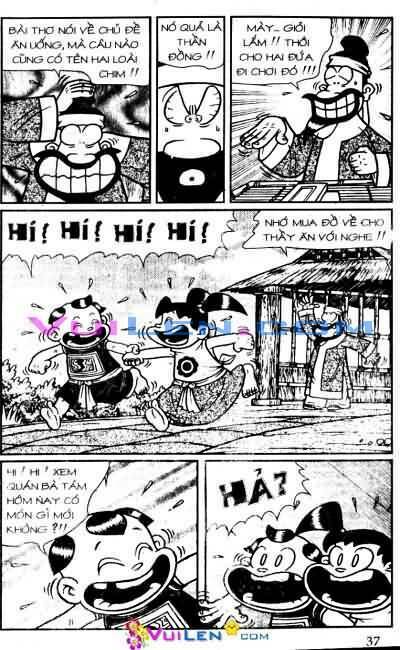 BÀI THƠ NÓI VỀ CHỦ ĐỀ
ĂN UỐNG, MÀ CÂU NÀO
CŨNG CÓ TÊN HAI LOÀI
CHIM !!
NÓ QUẢ LÀ
THẦN
ĐỒNG !!
MÀY.. GIỎI
LẮM !! THÔI
CHO HAI ĐỨA
ĐI CHƠI ĐÓ !!!
HÍ! HÍ! HÍ! HÍ!
NHỚ MUA ĐỒ VỀ CHO
THẦY ĂN VỚI NGHE !!
VUILEN.COM
HI ! HI ! XEM
QUÁN BÀ TÁM
HÔM NAY CÓ
MÓN GÌ MỚI
KHÔNG ?!!
HẢ?
37
VUILEN.COM